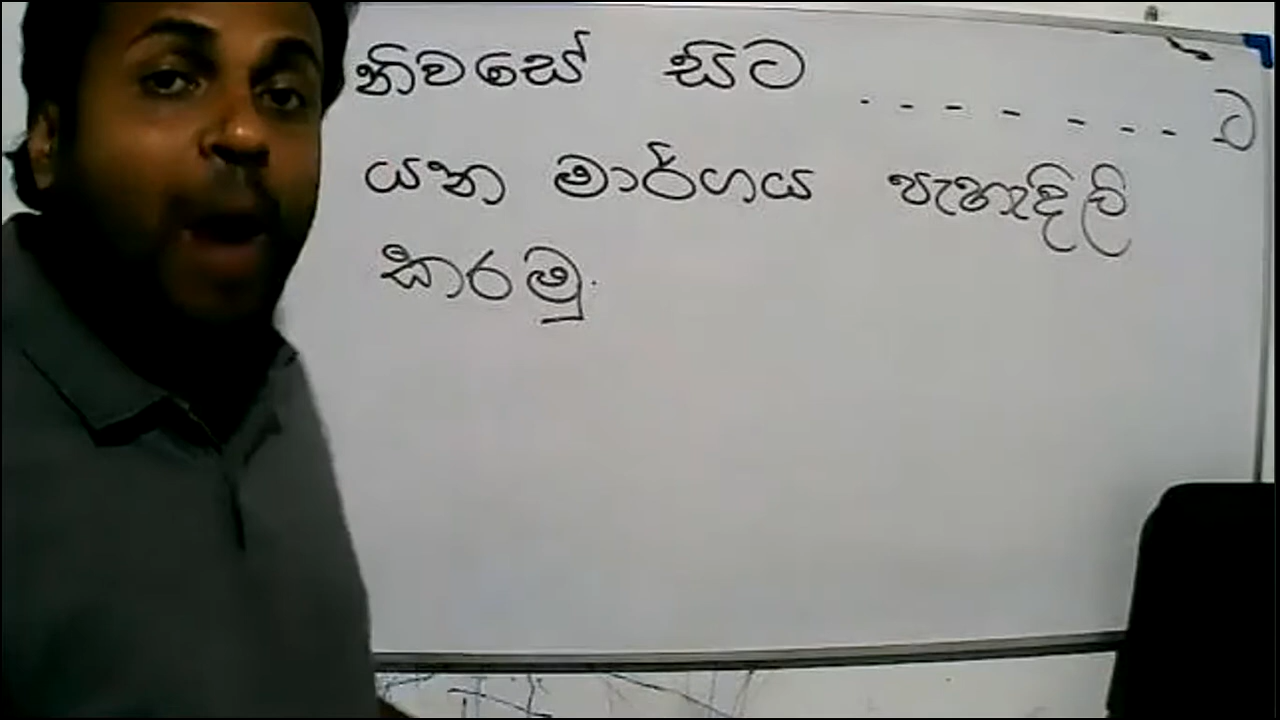 නිවසේ සිට . - - - - - - ට
යන මාර්ගය පැහැදිලි
කරමු.